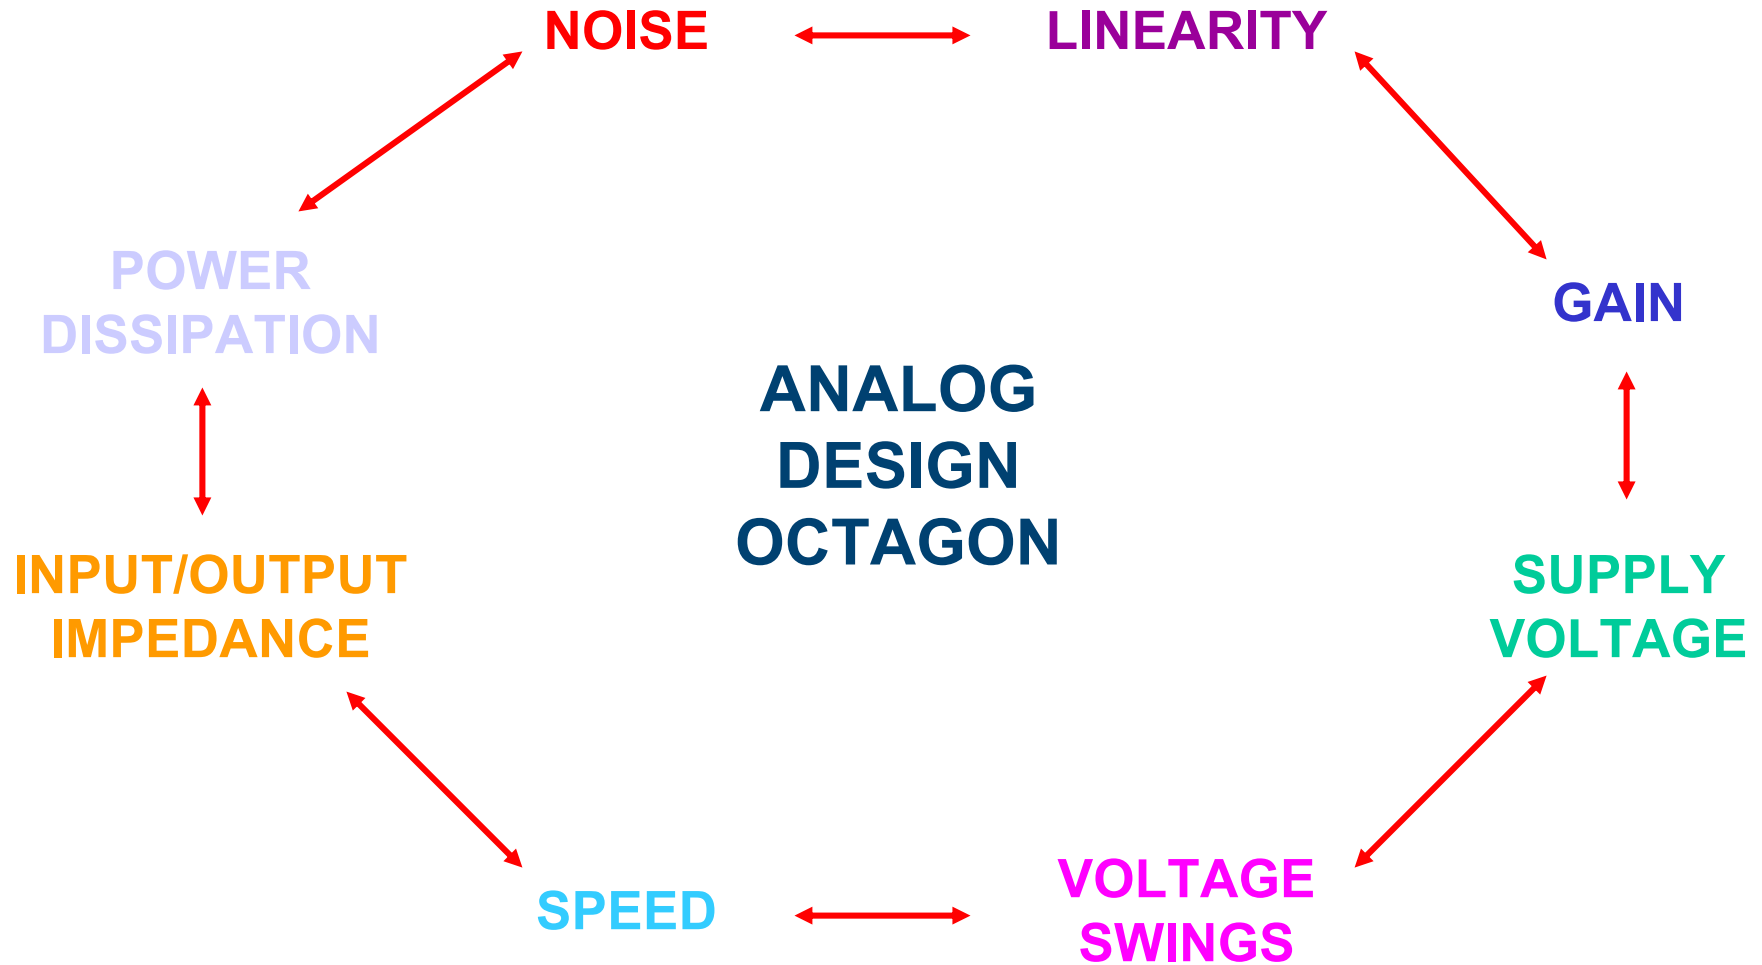 NOISE
LINEARITY
POWER
DISSIPATION
GAIN
ANALOG
DESIGN
OCTAGON
INPUT/OUTPUT
IMPEDANCE
SUPPLY
VOLTAGE
SPEED
VOLTAGE
SWINGS